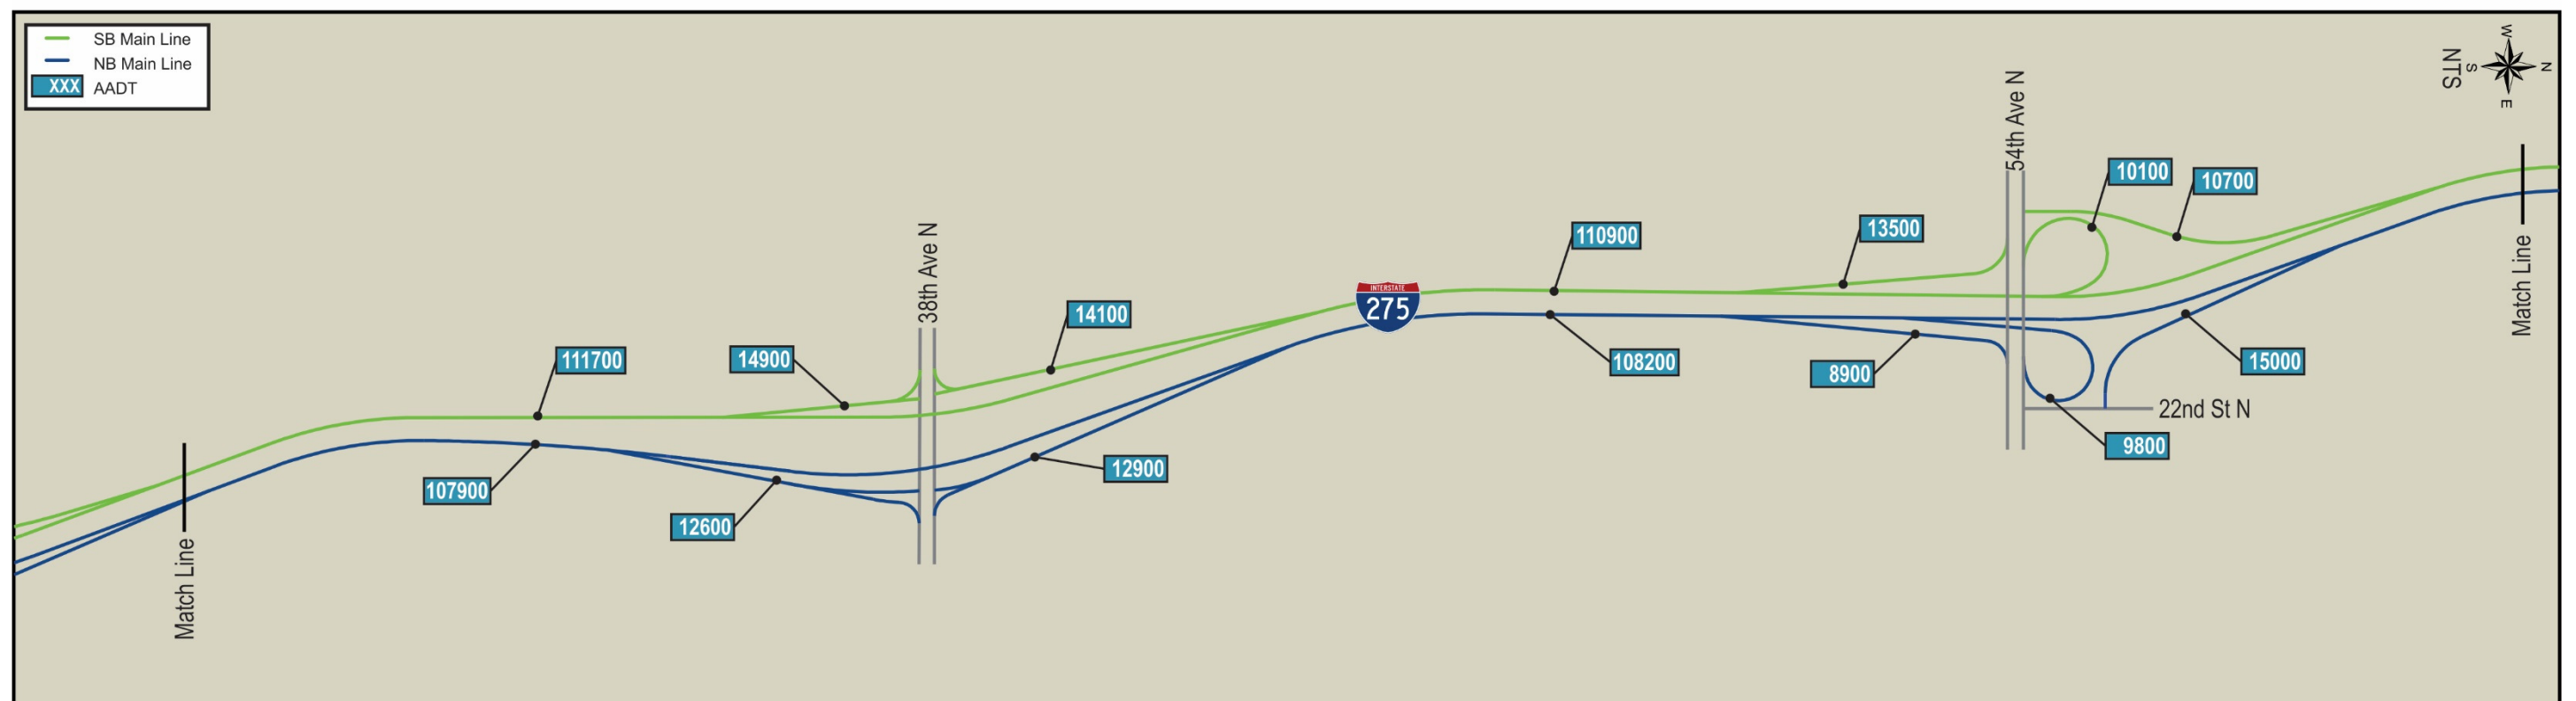 SB Main Line
NB Main Line
XXX AADT
W
N
S
E
NTS
54th Ave N
10100
10700
13500
110900
38th Ave N
14100
INTERSTATE
275
111700
14900
108200
8900
15000
22nd St N
9800
12900
107900
12600
Match Line
Match Line